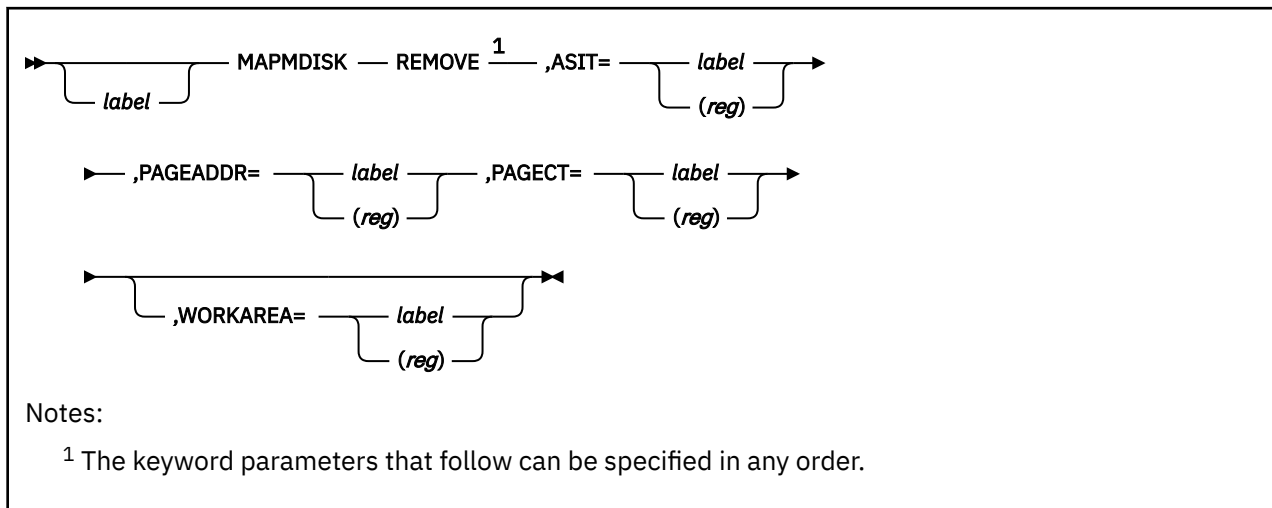 MAPMDISK REMOVE 1 ,ASIT= label
label (reg)
,PAGEADDR= label ,PAGECT= label
(reg) (reg)
,WORKAREA= label
(reg)
Notes:
1 The keyword parameters that follow can be specified in any order.